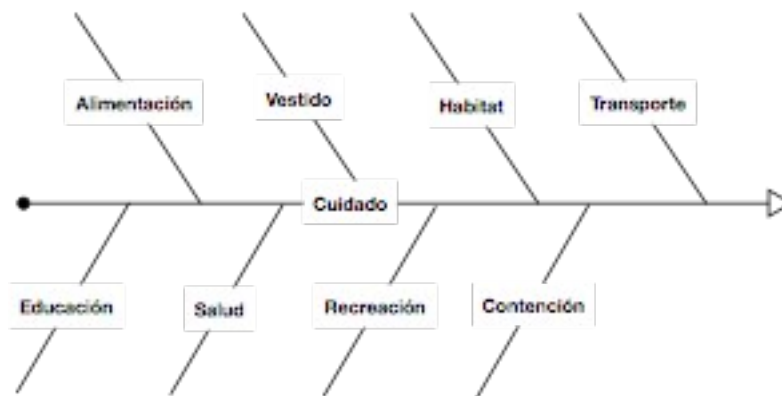 Alimentación
Vestido
Habitat
Transporte
Cuidado
Educación
Salud
Recreación
Contención